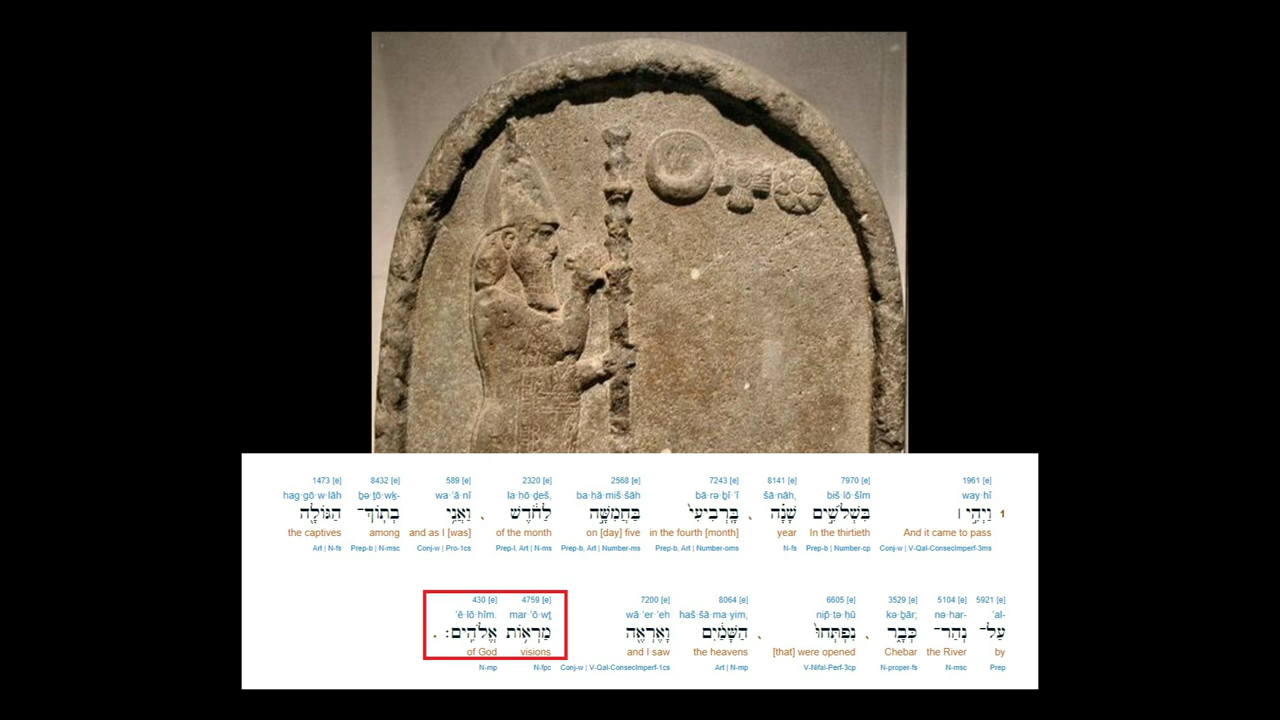 1473 [e] 8432 [e] 589 [e] 2320 [e] 2568 [e] 7243 [e] 8141 [e] 7970 [e] 1961 [e]
hag·gō·w·lāh ḇə·ṯō·wḵ- wa·’ă·nî la·ḥō·ḏeš, ba·ḥă·miš·šāh bā·rə·ḇî·‘î šā·nāh, biš·lō·šîm way·hî
1 וַיְהִ֣י ׀ בִּשְׁלֹשִׁ֣ים שָׁנָ֗ה , בָּֽרְבִיעִי֙ בַּחֲמִשָּׁ֣ה לַחֹ֔דֶשׁ , וַאֲנִ֥י בְתֽוֹךְ־ הַגּוֹלָ֖ה
the captives among and as I [was] of the month on [day] five in the fourth [month] year In the thirtieth And it came to pass
Art | N-fs Prep-b | N-msc Conj-w | Pro-1cs Prep-l, Art | N-ms Prep-b, Art | Number-ms Prep-b, Art | Number-oms N-fs Prep-b | Number-cp Conj-w | V-Qal-ConsecImperf-3ms
430 [e] 4759 [e] 7200 [e] 8064 [e] 6605 [e] 3529 [e] 5104 [e] 5921 [e]
’ĕ·lō·hîm. mar·’ō·wṯ wā·’er·’eh haš·šā·ma·yim, nip̄·tə·ḥū kə·ḇār; nə·har- ‘al-
עַל־ נְהַר־ כְּבָ֑ר , נִפְתְּחוּ֙ הַשָּׁמַ֔יִם , וָאֶרְאֶ֖ה מַרְא֥וֹת אֱלֹהִֽים׃ .
of God visions and I saw the heavens [that] were opened Chebar the River by
N-mp N-fpc Conj-w | V-Qal-ConsecImperf-1cs Art | N-mp V-Nifal-Perf-3cp N-proper-fs N-msc Prep